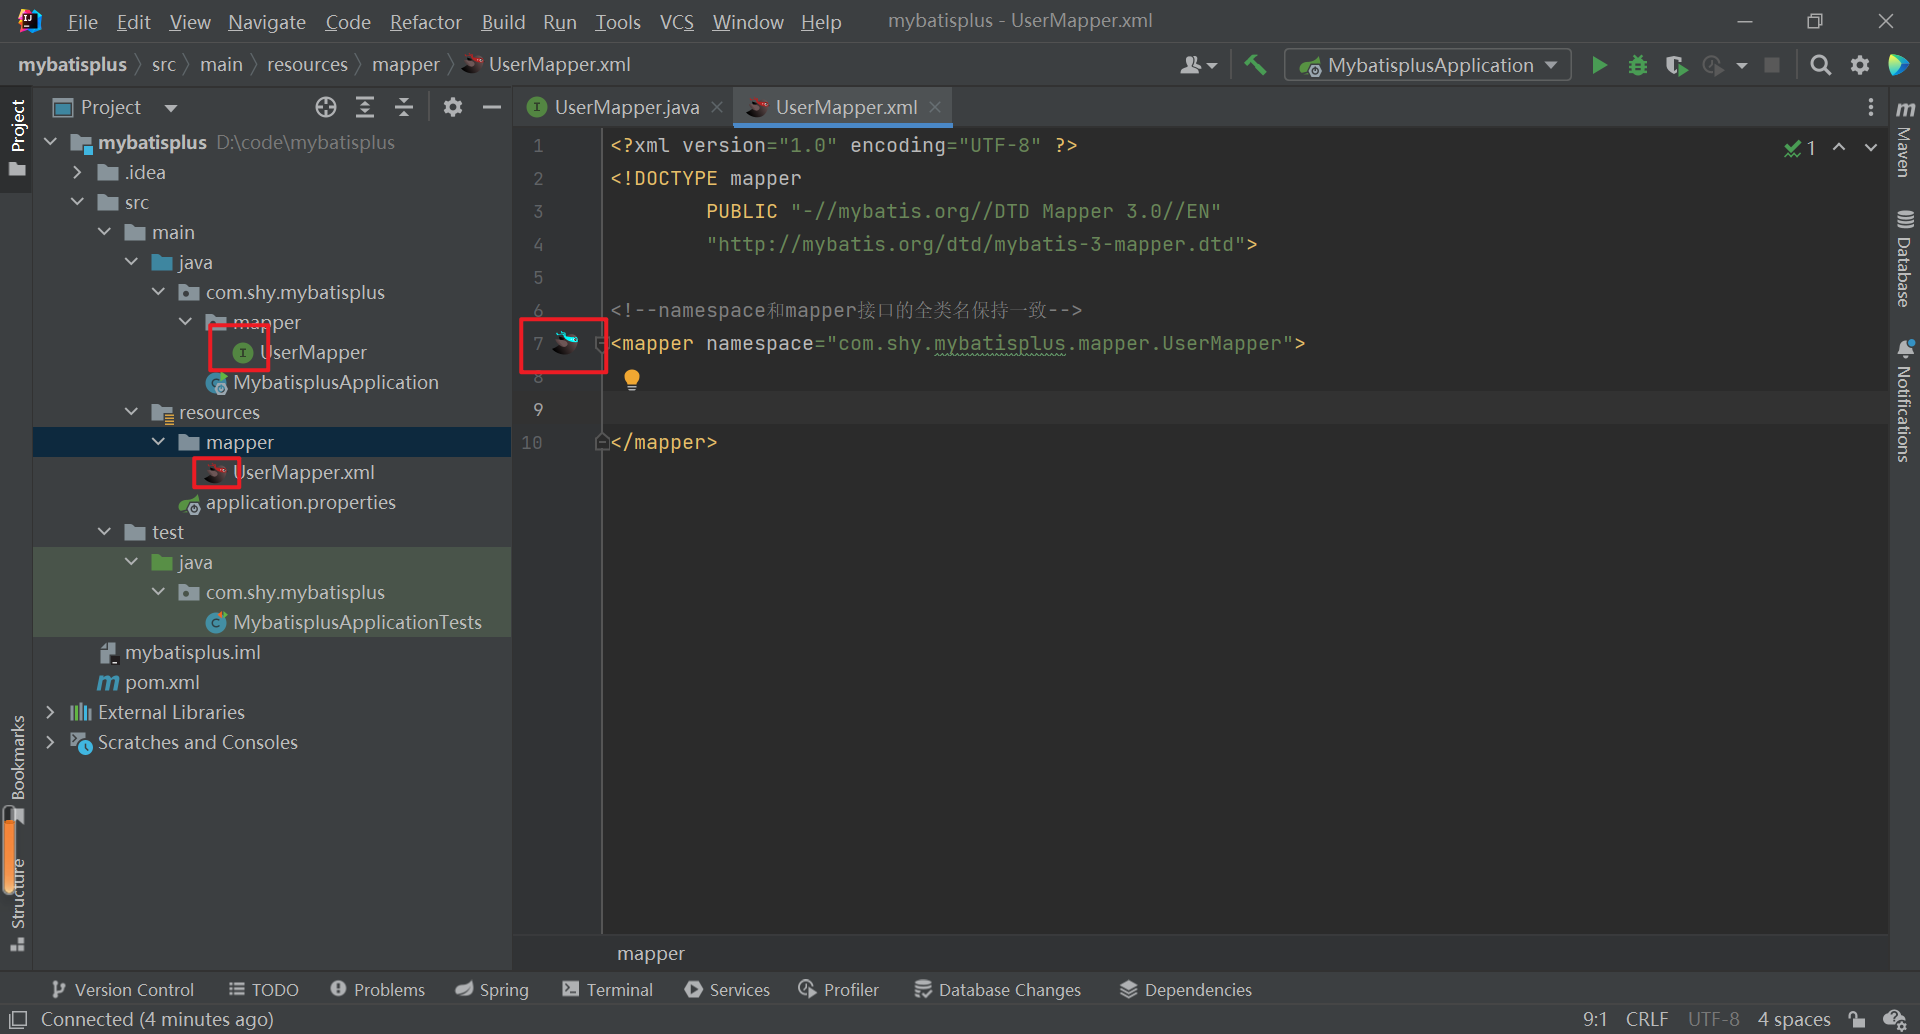 File Edit View Navigate Code Refactor Build Run Tools VCS Window Help mybatisplus - UserMapper.xml
mybatisplus src main resources mapper UserMapper.xml MybatisplusApplication
Project
Project
mybatisplus D:\code\mybatisplus
.idea
src
main
java
com.shy.mybatisplus
mapper
UserMapper
MybatisplusApplication
resources
mapper
UserMapper.xml
application.properties
test
java
com.shy.mybatisplus
MybatisplusApplicationTests
mybatisplus.iml
pom.xml
External Libraries
Scratches and Consoles
Bookmarks
Structure
UserMapper.java UserMapper.xml
1 <?xml version="1.0" encoding="UTF-8" ?>
2 <!DOCTYPE mapper
3 PUBLIC "-//mybatis.org//DTD Mapper 3.0//EN"
4 "http://mybatis.org/dtd/mybatis-3-mapper.dtd">
5
6 <!--namespace和mapper接口的全类名保持一致-->
7 <mapper namespace="com.shy.mybatisplus.mapper.UserMapper">
8
9
10 </mapper>
1
mapper
Maven
Database
Notifications
Version Control TODO Problems Spring Terminal Services Profiler Database Changes Dependencies
Connected (4 minutes ago) 9:1 CRLF UTF-8 4 spaces